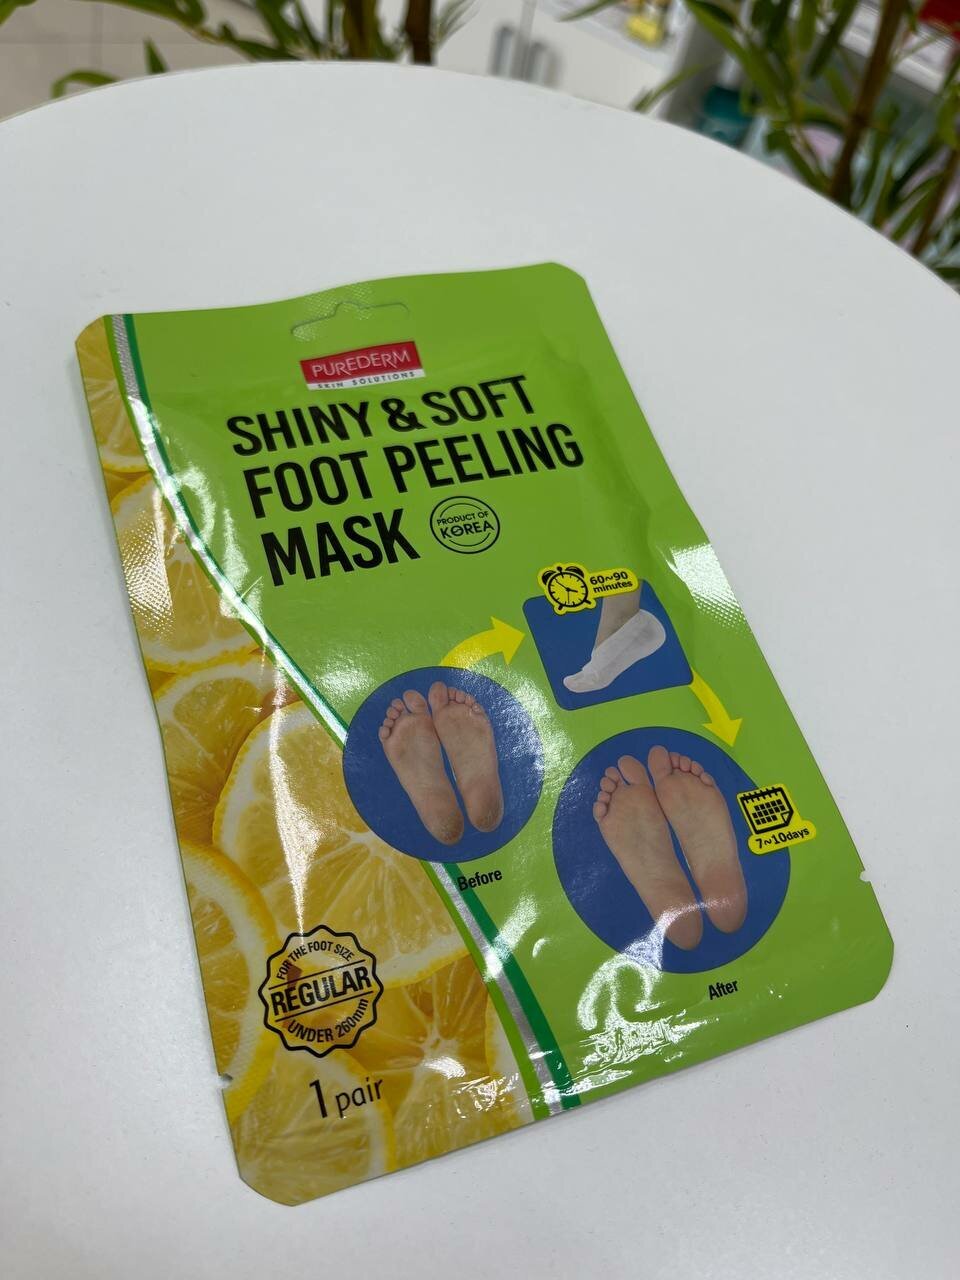 PUREDERM
SKIN SOLUTIONS
SHINY & SOFT
FOOT PEELING
MASK
PRODUCT OF
KOREA
60~90
minutes
Before
7~10days
After
FOR THE FOOT SIZE
REGULAR
UNDER 260mm
1 pair